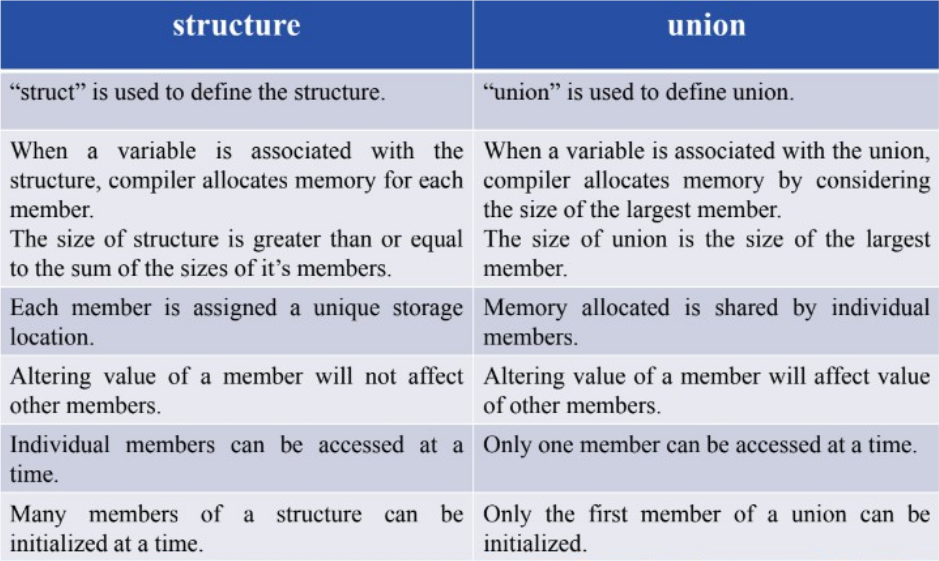 structure
union
“struct” is used to define the structure.
“union” is used to define union.
When a variable is associated with the
structure, compiler allocates memory for each
member.
The size of structure is greater than or equal
to the sum of the sizes of it’s members.
When a variable is associated with the union,
compiler allocates memory by considering
the size of the largest member.
The size of union is the size of the largest
member.
Each member is assigned a unique storage
location.
Memory allocated is shared by individual
members.
Altering value of a member will not affect
other members.
Altering value of a member will affect value
of other members.
Individual members can be accessed at a
time.
Only one member can be accessed at a time.
Many members of a structure can be
initialized at a time.
Only the first member of a union can be
initialized.